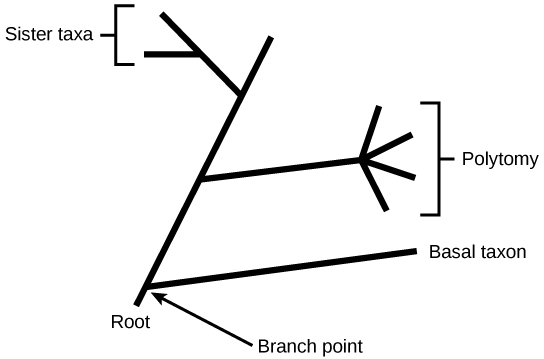 Sister taxa
Polytomy
Basal taxon
Root
Branch point